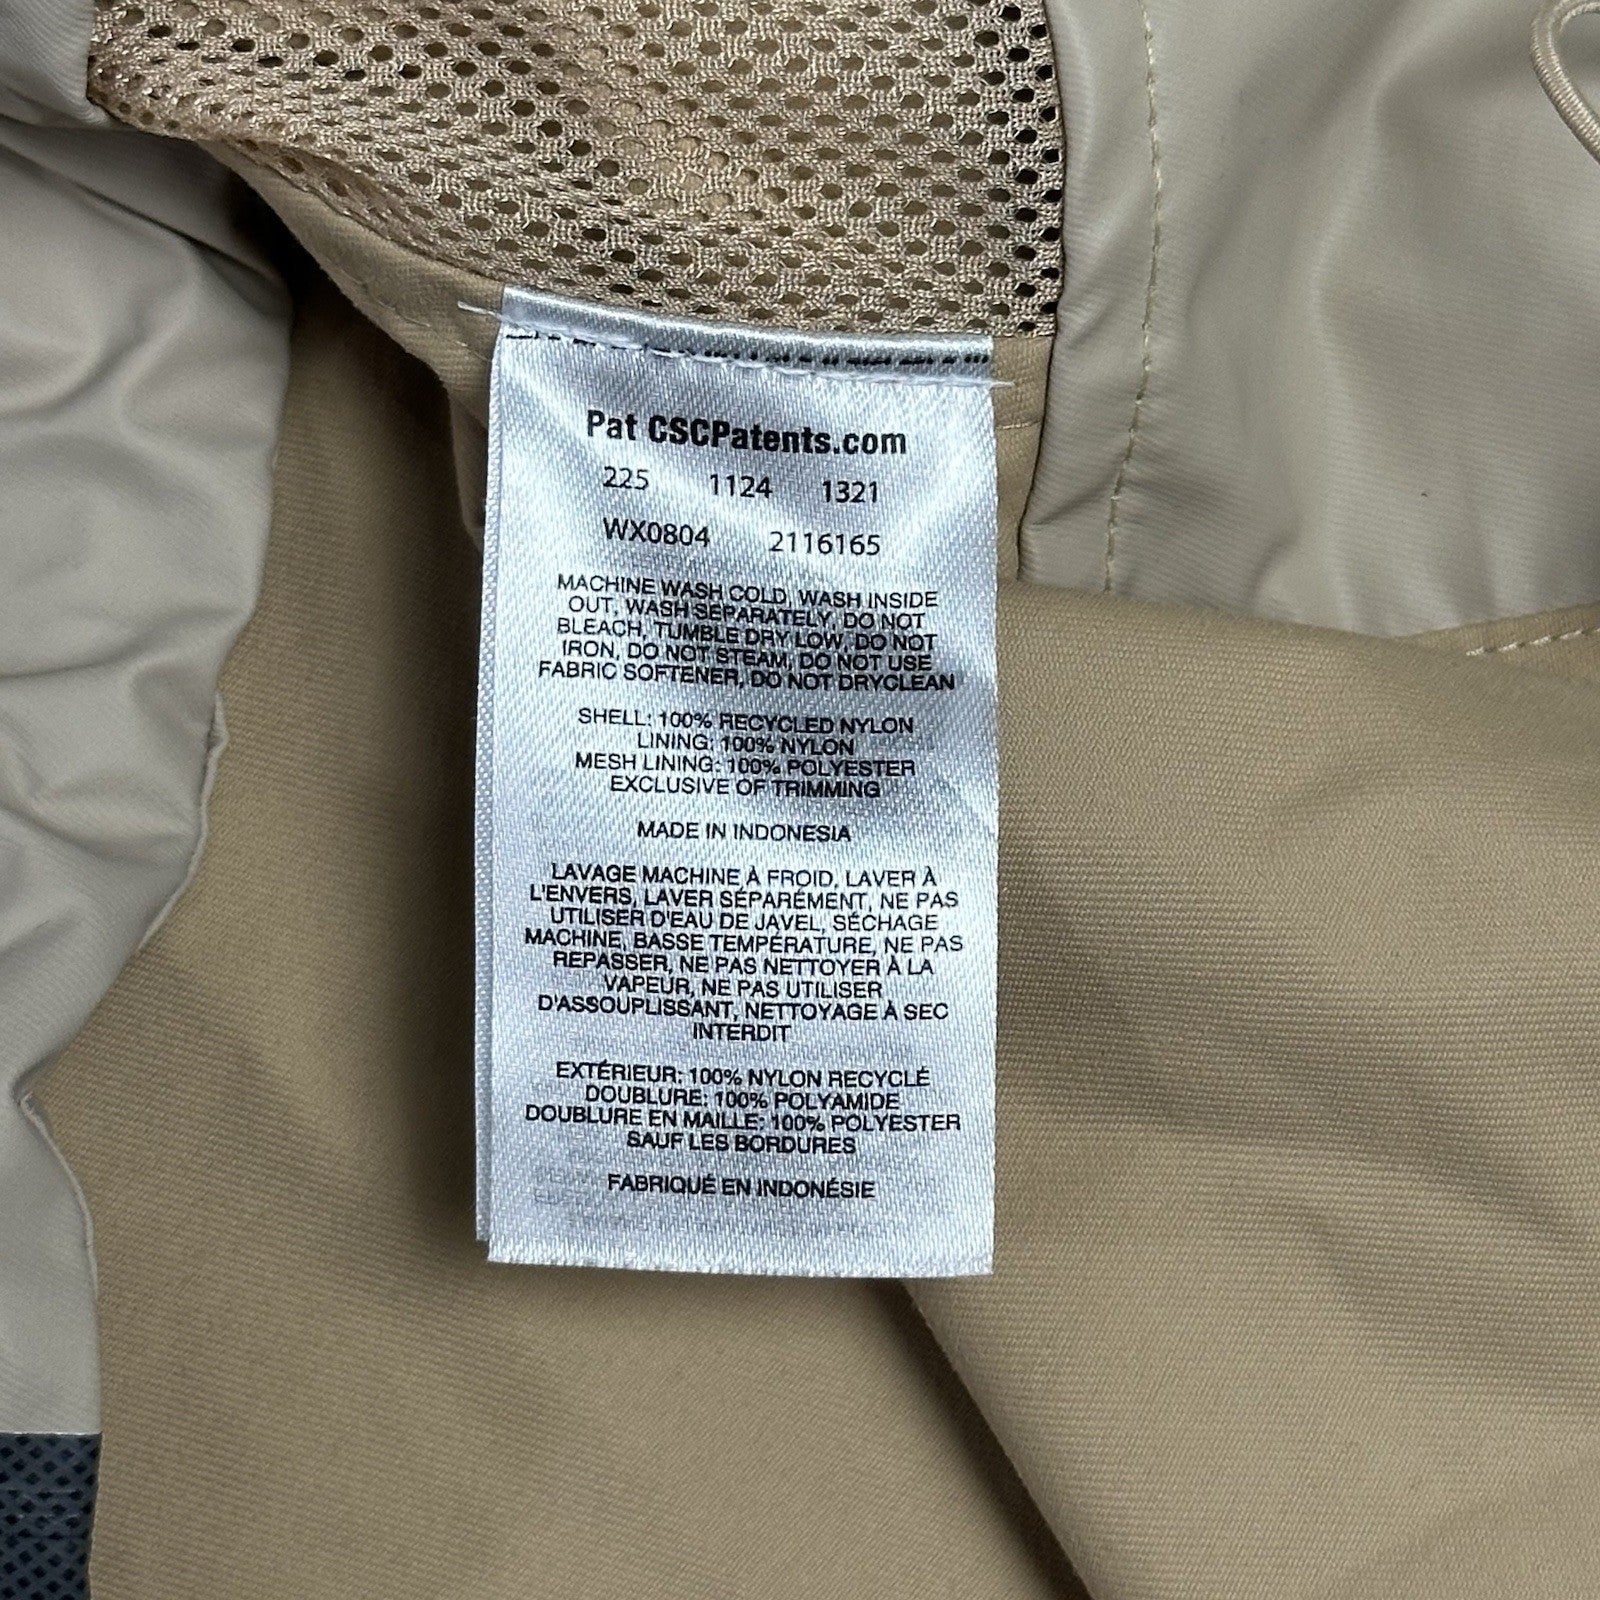 Pat CSCPatents.com
225 1124 1321
WX0804 2116165
MACHINE WASH COLD, WASH INSIDE
OUT, WASH SEPARATELY, DO NOT
BLEACH, TUMBLE DRY LOW, DO NOT
IRON, DO NOT STEAM, DO NOT USE
FABRIC SOFTENER, DO NOT DRYCLEAN
SHELL: 100% RECYCLED NYLON
LINING: 100% NYLON
MESH LINING: 100% POLYESTER
EXCLUSIVE OF TRIMMING
MADE IN INDONESIA
LAVAGE MACHINE À FROID, LAVER À
L'ENVERS, LAVER SÉPARÉMENT, NE PAS
UTILISER D'EAU DE JAVEL, SÉCHAGE
MACHINE, BASSE TEMPÉRATURE, NE PAS
REPASSER, NE PAS NETTOYER À LA
VAPEUR, NE PAS UTILISER
D'ASSOUPLISSANT, NETTOYAGE À SEC
INTERDIT
EXTÉRIEUR: 100% NYLON RECYCLÉ
DOUBLURE: 100% POLYAMIDE
DOUBLURE EN MAILLE: 100% POLYESTER
SAUF LES BORDURES
FABRIQUÉ EN INDONÉSIE